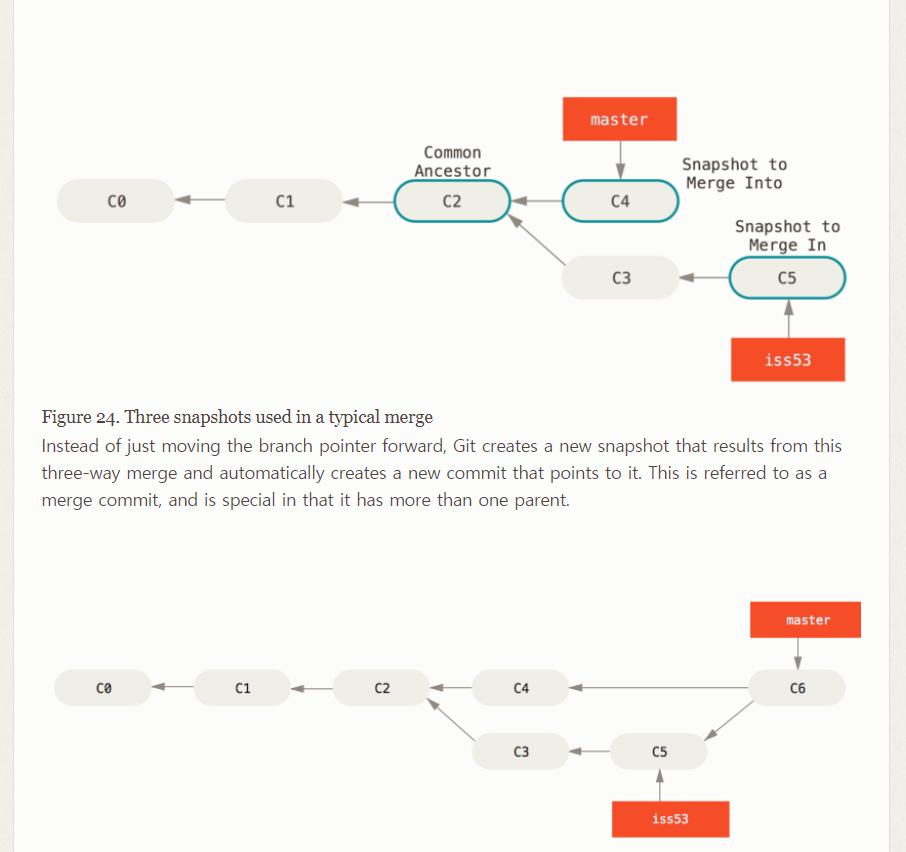 master
Common
Ancestor
Snapshot to
Merge Into
C0
C1
C2
C4
Snapshot to
Merge In
C3
C5
iss53
Figure 24. Three snapshots used in a typical merge
Instead of just moving the branch pointer forward, Git creates a new snapshot that results from this
three-way merge and automatically creates a new commit that points to it. This is referred to as a
merge commit, and is special in that it has more than one parent.
master
C0
C1
C2
C4
C6
C3
C5
iss53